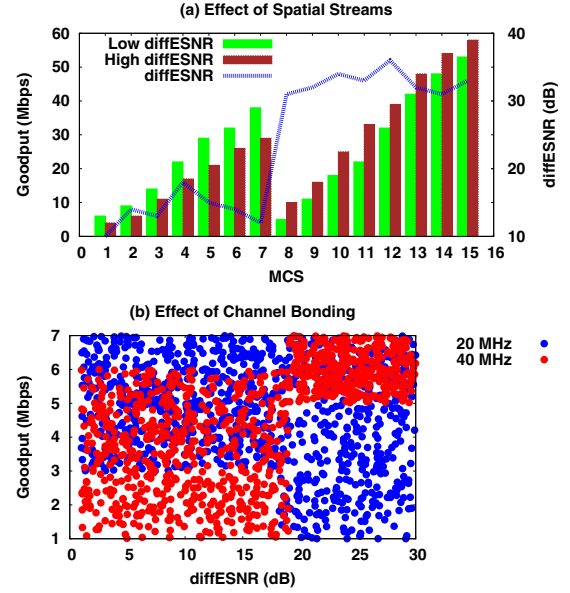 (a) Effect of Spatial Streams
Low diffESNR
High diffESNR
diffESNR
Goodput (Mbps)
60
50
40
30
20
10
0
diffESNR (dB)
40
30
20
10
0 1 2 3 4 5 6 7 8 9 10 11 12 13 14 15 16
MCS
(b) Effect of Channel Bonding
20 MHz
40 MHz
Goodput (Mbps)
7
6
5
4
3
2
1
0 5 10 15 20 25 30
diffESNR (dB)